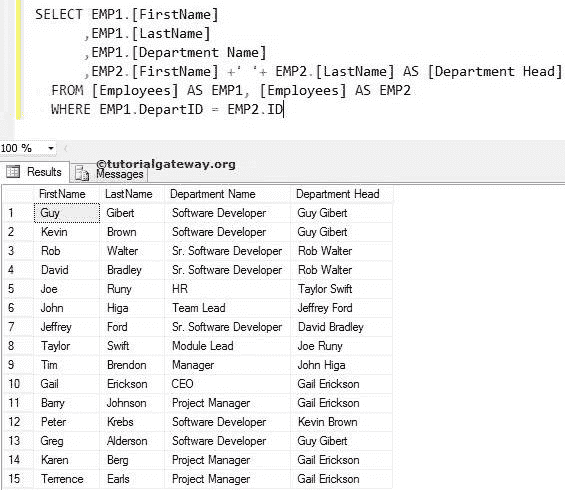 SELECT EMP1.[FirstName]
,EMP1.[LastName]
,EMP1.[Department Name]
,EMP2.[FirstName] +' '+ EMP2.[LastName] AS [Department Head]
FROM [Employees] AS EMP1, [Employees] AS EMP2
WHERE EMP1.DepartID = EMP2.ID
100 %
©tutorialgateway.org
Results Messages
FirstName LastName Department Name Department Head
1 Guy Gibert Software Developer Guy Gibert
2 Kevin Brown Software Developer Guy Gibert
3 Rob Walter Sr. Software Developer Rob Walter
4 David Bradley Sr. Software Developer Rob Walter
5 Joe Runy HR Taylor Swift
6 John Higa Team Lead Jeffrey Ford
7 Jeffrey Ford Sr. Software Developer David Bradley
8 Taylor Swift Module Lead Joe Runy
9 Tim Brendon Manager John Higa
10 Gail Erickson CEO Gail Erickson
11 Barry Johnson Project Manager Gail Erickson
12 Peter Krebs Software Developer Kevin Brown
13 Greg Alderson Software Developer Guy Gibert
14 Karen Berg Project Manager Gail Erickson
15 Terrence Earls Project Manager Gail Erickson